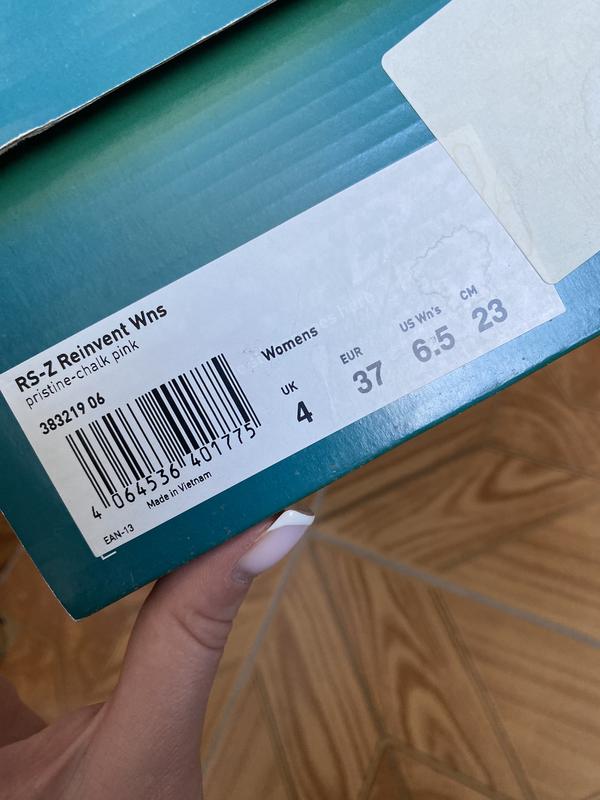 RS-Z Reinvent Wns
pristine-chalk pink
383219 06
4 064536 401775
Made in Vietnam
EAN-13
Womens
UK
4
EUR
37
US Wn's
6.5
CM
23